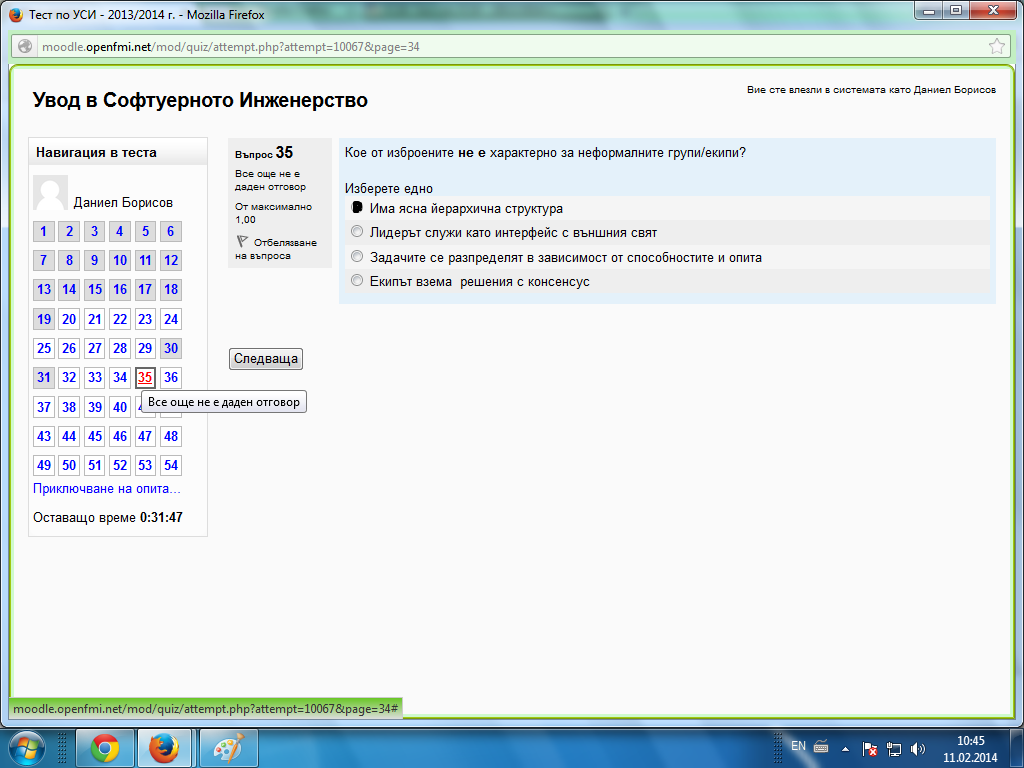 Тест по УСИ - 2013/2014 г. - Mozilla Firefox
moodle.openfmi.net/mod/quiz/attempt.php?attempt=10067&page=34
Вие сте влезли в системата като Даниел Борисов
Увод в Софтуерното Инженерство
Навигация в теста
Даниел Борисов
1 2 3 4 5 6
7 8 9 10 11 12
13 14 15 16 17 18
19 20 21 22 23 24
25 26 27 28 29 30
31 32 33 34 35 36
37 38 39 40
Все още не е даден отговор
43 44 45 46 47 48
49 50 51 52 53 54
Приключване на опита...
Оставащо време 0:31:47
Въпрос 35
Все още не е
даден отговор
От максимално
1,00
Отбелязване
на въпроса
Кое от изброените не е характерно за неформалните групи/екипи?
Изберете едно
Има ясна йерархична структура
Лидерът служи като интерфейс с външния свят
Задачите се разпределят в зависимост от способностите и опита
Екипът взема  решения с консенсус
Следваща
moodle.openfmi.net/mod/quiz/attempt.php?attempt=10067&page=34#
EN
10:45
11.02.2014